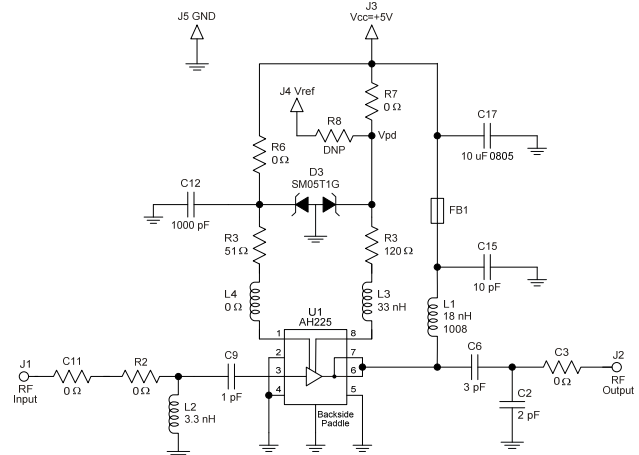 J5 GND
J3
Vcc=+5V
J4 Vref
R7
0 Ω
R8
DNP
Vpd
C17
10 uF 0805
R6
0 Ω
D3
SM05T1G
C12
1000 pF
FB1
R3
51 Ω
R3
120 Ω
C15
10 pF
L4
0 Ω
L3
33 nH
L1
18 nH
1008
U1
AH225
1
8
2
7
3
6
4
5
Backside
Paddle
J1
RF
Input
C11
0 Ω
R2
0 Ω
L2
3.3 nH
C9
1 pF
C6
3 pF
C2
2 pF
C3
0 Ω
J2
RF
Output